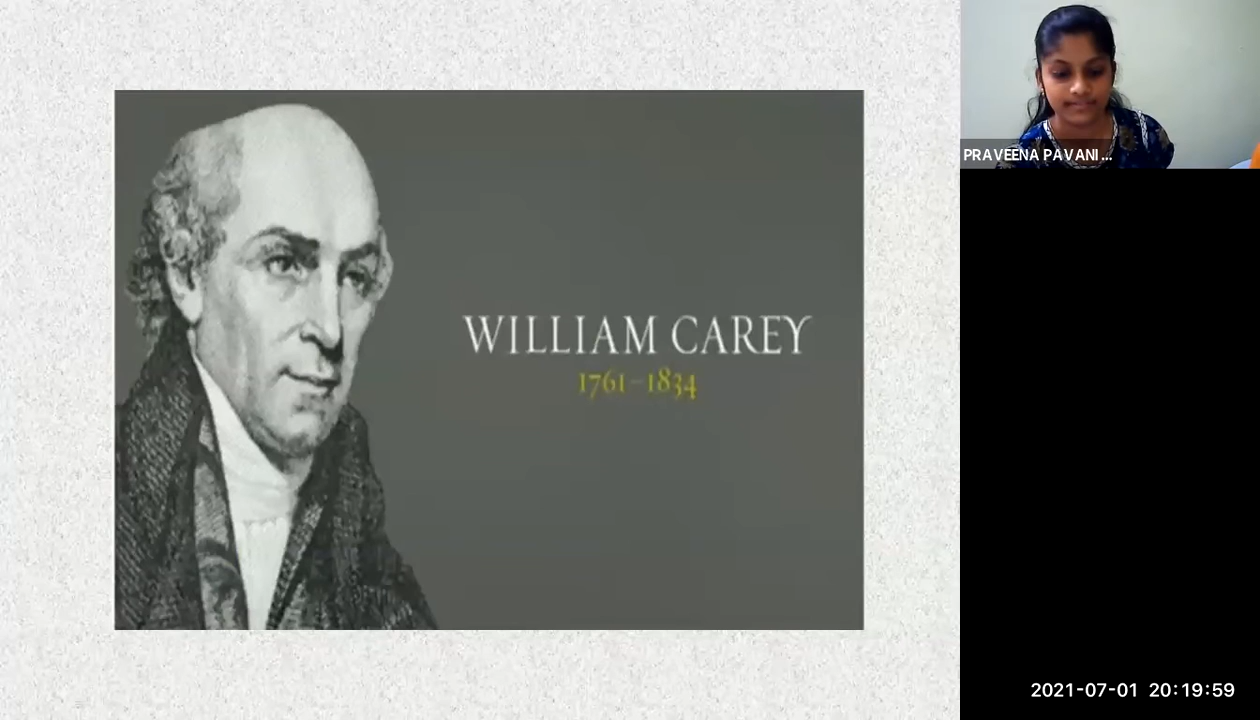 WILLIAM CAREY
1761–1834
PRAVEENA PAVANI...
2021-07-01 20:19:59